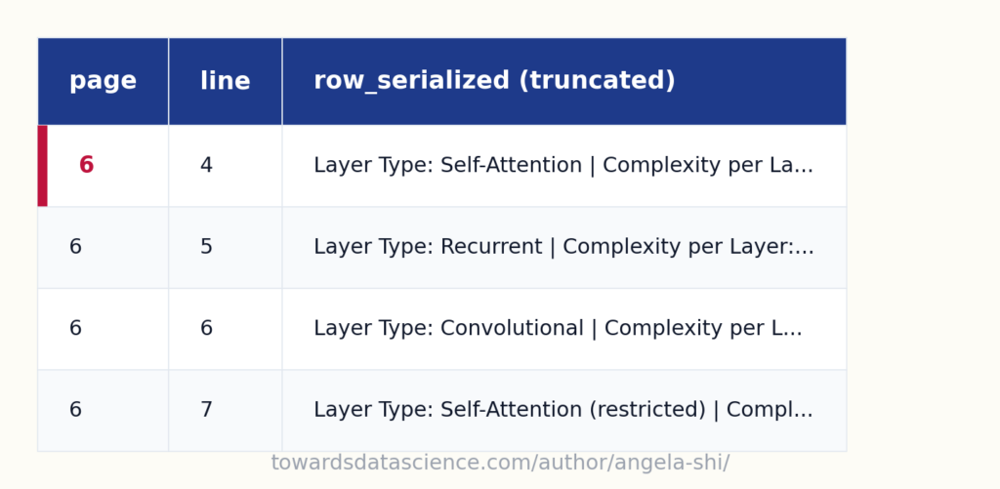 page line row_serialized (truncated)
6 4 Layer Type: Self-Attention | Complexity per La...
6 5 Layer Type: Recurrent | Complexity per Layer:...
6 6 Layer Type: Convolutional | Complexity per L...
6 7 Layer Type: Self-Attention (restricted) | Compl...
towardsdatascience.com/author/angela-shi/